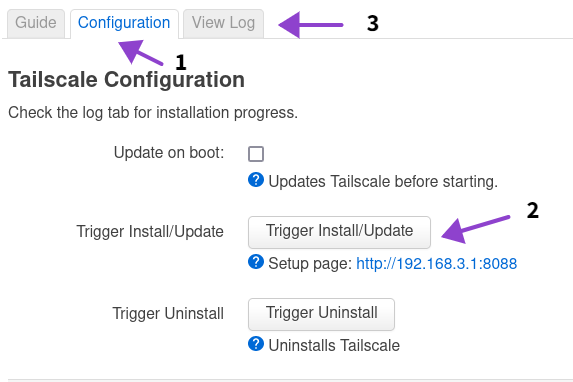 Guide Configuration View Log 3
1
Tailscale Configuration
Check the log tab for installation progress.
Update on boot:
? Updates Tailscale before starting.
2
Trigger Install/Update Trigger Install/Update
? Setup page: http://192.168.3.1:8088
Trigger Uninstall Trigger Uninstall
? Uninstalls Tailscale